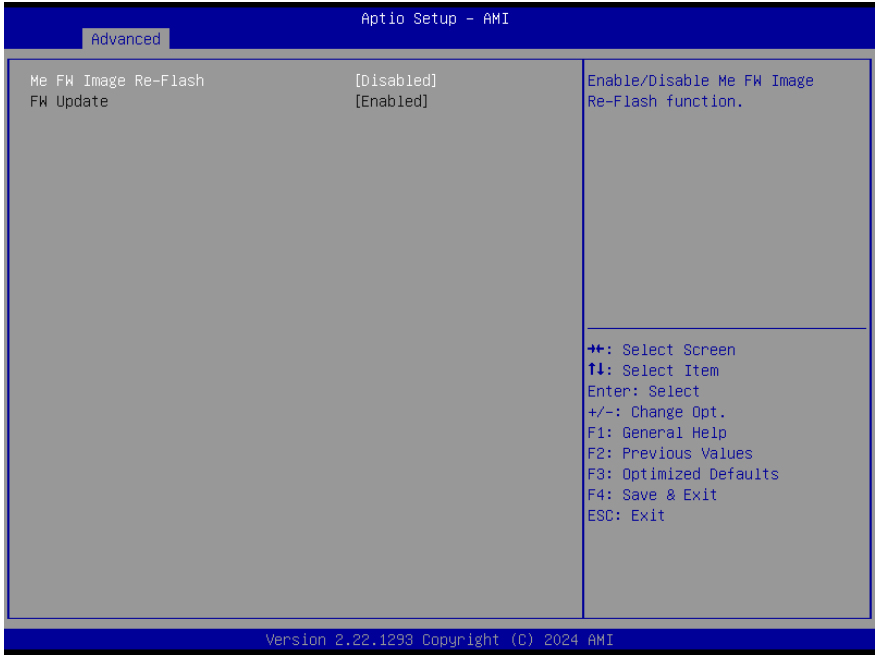 Aptio Setup – AMI
Advanced
Me FW Image Re-Flash [Disabled]
FW Update [Enabled]
Enable/Disable Me FW Image
Re-Flash function.
→←: Select Screen
↑↓: Select Item
Enter: Select
+/-: Change Opt.
F1: General Help
F2: Previous Values
F3: Optimized Defaults
F4: Save & Exit
ESC: Exit
Version 2.22.1293 Copyright (C) 2024 AMI